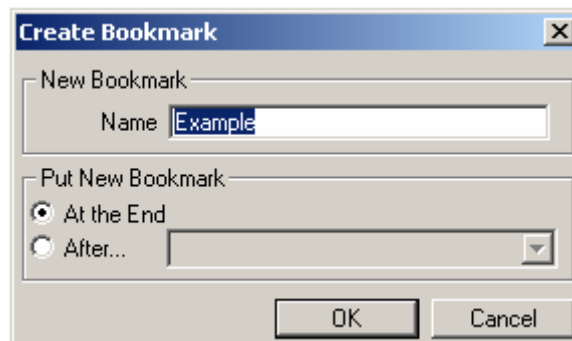 Create Bookmark
New Bookmark
Name Example
Put New Bookmark
At the End
After...
OK Cancel